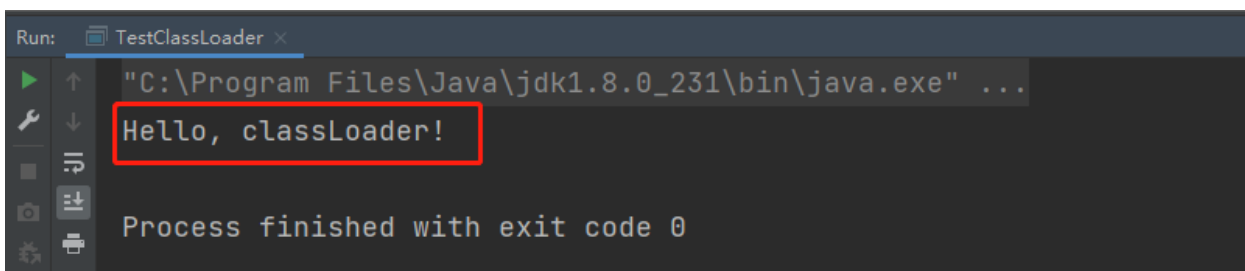 Run: TestClassLoader ×
"C:\Program Files\Java\jdk1.8.0_231\bin\java.exe" ...
Hello, classLoader!
Process finished with exit code 0